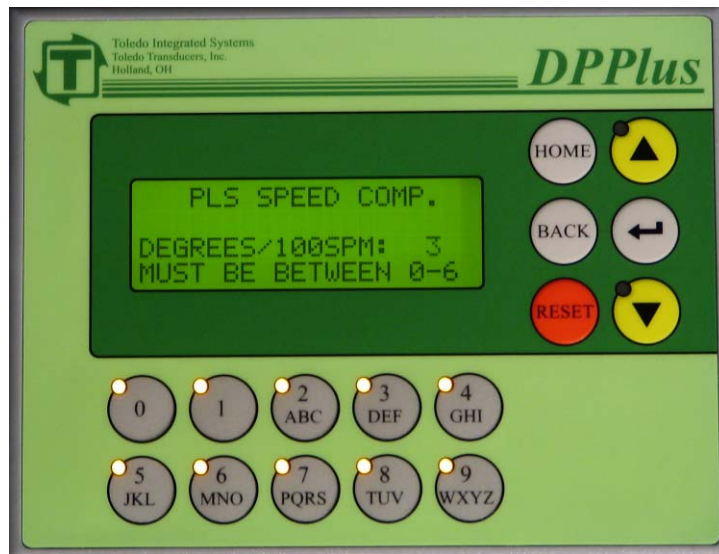 T
Toledo Integrated Systems
Toledo Transducers, Inc.
Holland, OH
DPPlus
PLS SPEED COMP.
DEGREES/100SPM: 3
MUST BE BETWEEN 0-6
HOME
BACK
RESET
0
1
2
ABC
3
DEF
4
GHI
5
JKL
6
MNO
7
PQRS
8
TUV
9
WXYZ